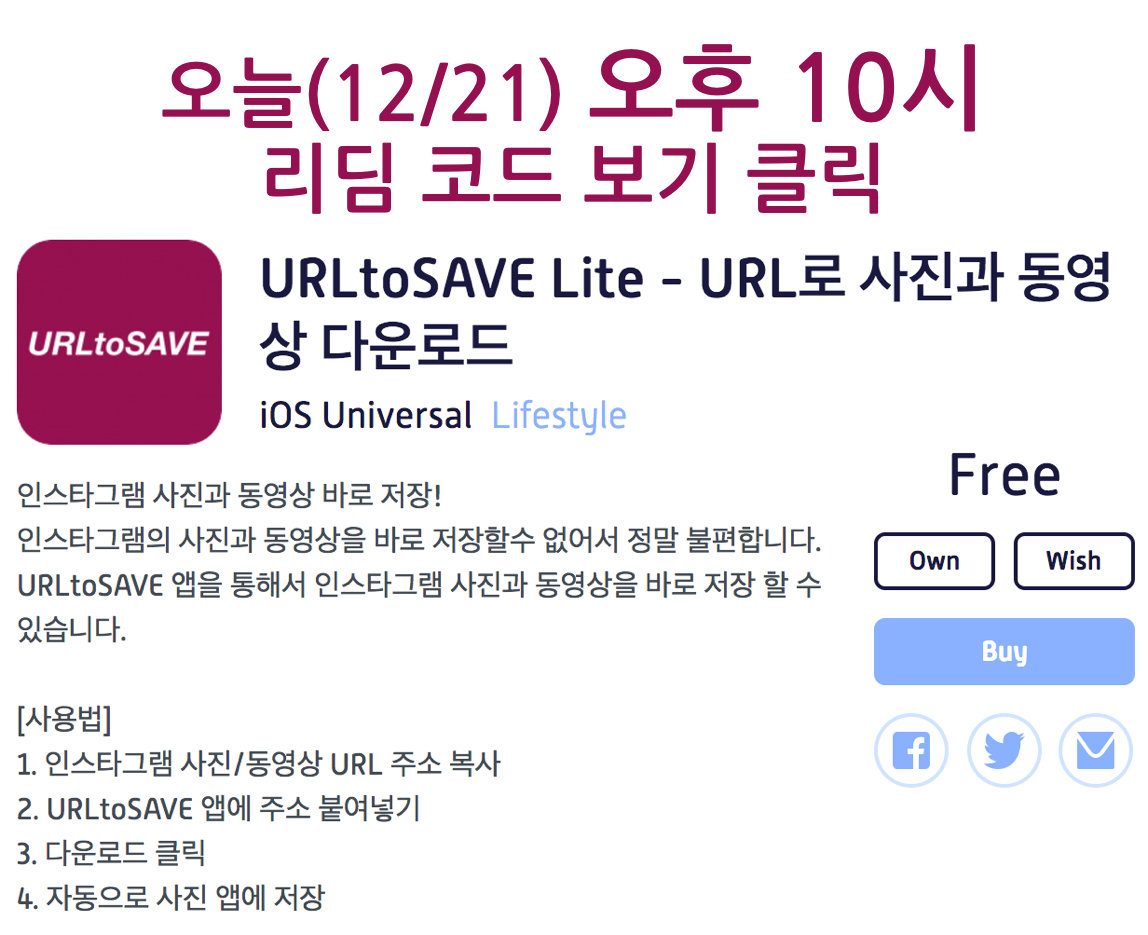 오늘(12/21) 오후 10시
리딤 코드 보기 클릭
URLtoSAVE
URLtoSAVE Lite - URL로 사진과 동영
상 다운로드
iOS Universal Lifestyle
Free
인스타그램 사진과 동영상 바로 저장!
인스타그램의 사진과 동영상을 바로 저장할수 없어서 정말 불편합니다.
URLtoSAVE 앱을 통해서 인스타그램 사진과 동영상을 바로 저장 할 수
있습니다.
Own Wish
Buy
[사용법]
1. 인스타그램 사진/동영상 URL 주소 복사
2. URLtoSAVE 앱에 주소 붙여넣기
3. 다운로드 클릭
4. 자동으로 사진 앱에 저장